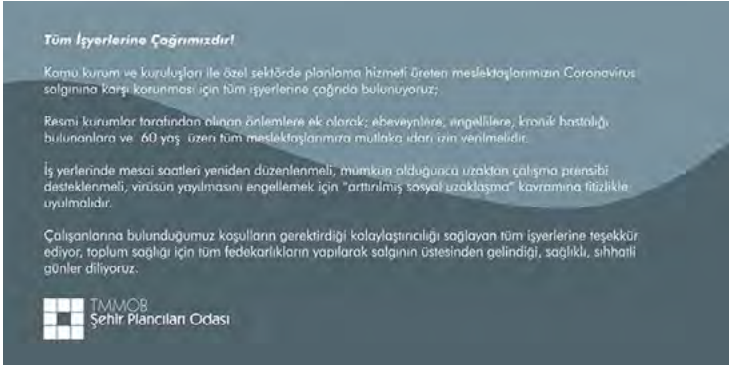 Tüm İşyerlerine Çağrımızdır!
Kamu kurum ve kuruluşları ile özel sektörde planlama hizmeti üreten meslektaşlarımızın Coronavirus
salgınına karşı korunması için tüm işyerlerine çağrıda bulunuyoruz;
Resmi kurumlar tarafından alınan önlemlere ek olarak; ebeveynlere, engellilere, kronik hastalığı
bulunanlara ve 60 yaş üzeri tüm meslektaşlarımıza mutlaka idari izin verilmelidir.
İş yerlerinde mesai saatleri yeniden düzenlenmeli, mümkün olduğunca uzaktan çalışma prensibi
desteklenmeli, virüsün yayılmasını engellemek için "arttırılmış sosyal uzaklaşma" kavramına titizlikle
uyulmalıdır.
Çalışanlarına bulunduğumuz koşulların gerektirdiği kolaylaştırıcılığı sağlayan tüm işyerlerine teşekkür
ediyor, toplum sağlığı için tüm fedekarlıkların yapılarak salgının üstesinden gelindiği, sağlıklı, sıhhatli
günler diliyoruz.
TMMOB
Şehir Plancıları Odası